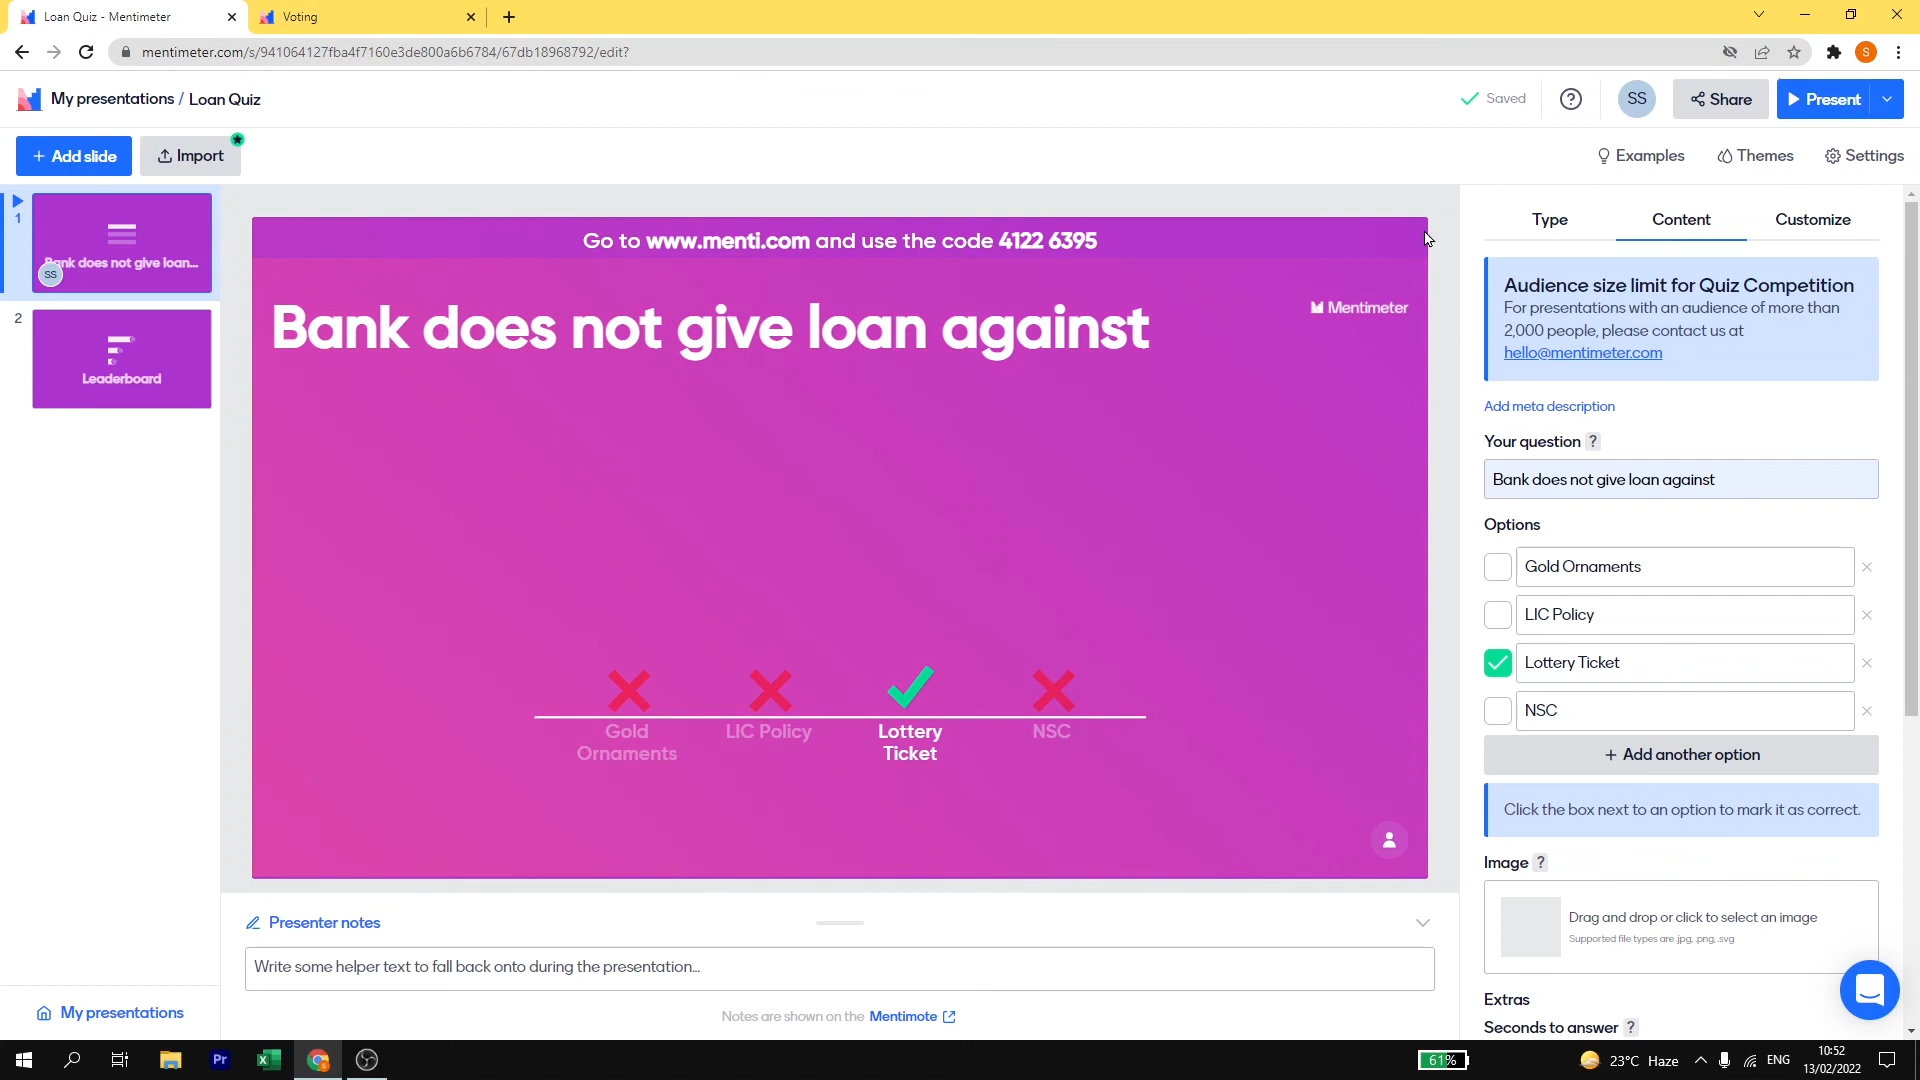 Loan Quiz - Mentimeter
Voting
mentimeter.com/s/941064127fba4f7160e3de800a6b6784/67db18968792/edit?
S
My presentations / Loan Quiz
Saved
SS
Share
Present
+ Add slide
Import
Examples
Themes
Settings
1
Bank does not give loan...
SS
2
Leaderboard
My presentations
Go to www.menti.com and use the code 4122 6395
Bank does not give loan against
Mentimeter
Gold
Ornaments
LIC Policy
Lottery
Ticket
NSC
Presenter notes
Write some helper text to fall back onto during the presentation...
Notes are shown on the Mentimote
Type
Content
Customize
Audience size limit for Quiz Competition
For presentations with an audience of more than
2,000 people, please contact us at
hello@mentimeter.com
Add meta description
Your question ?
Bank does not give loan against
Options
Gold Ornaments
LIC Policy
Lottery Ticket
NSC
+ Add another option
Click the box next to an option to mark it as correct.
Image ?
Drag and drop or click to select an image
Supported file types are .jpg, .png, .svg
Extras
Seconds to answer ?
Pr
61%
23°C Haze
ENG
10:52
13/02/2022